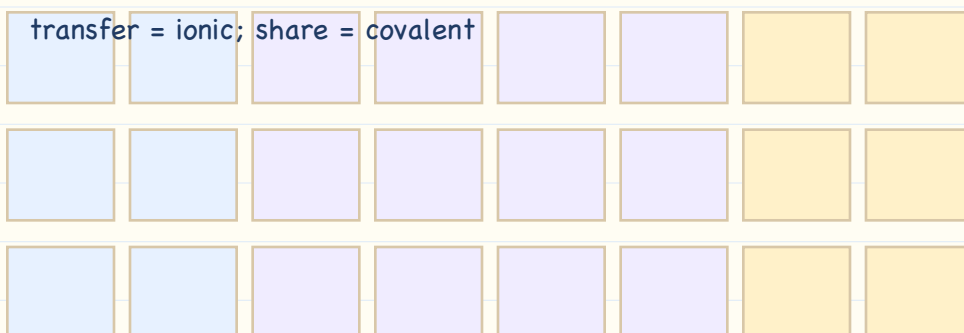 transfer = ionic; share = covalent